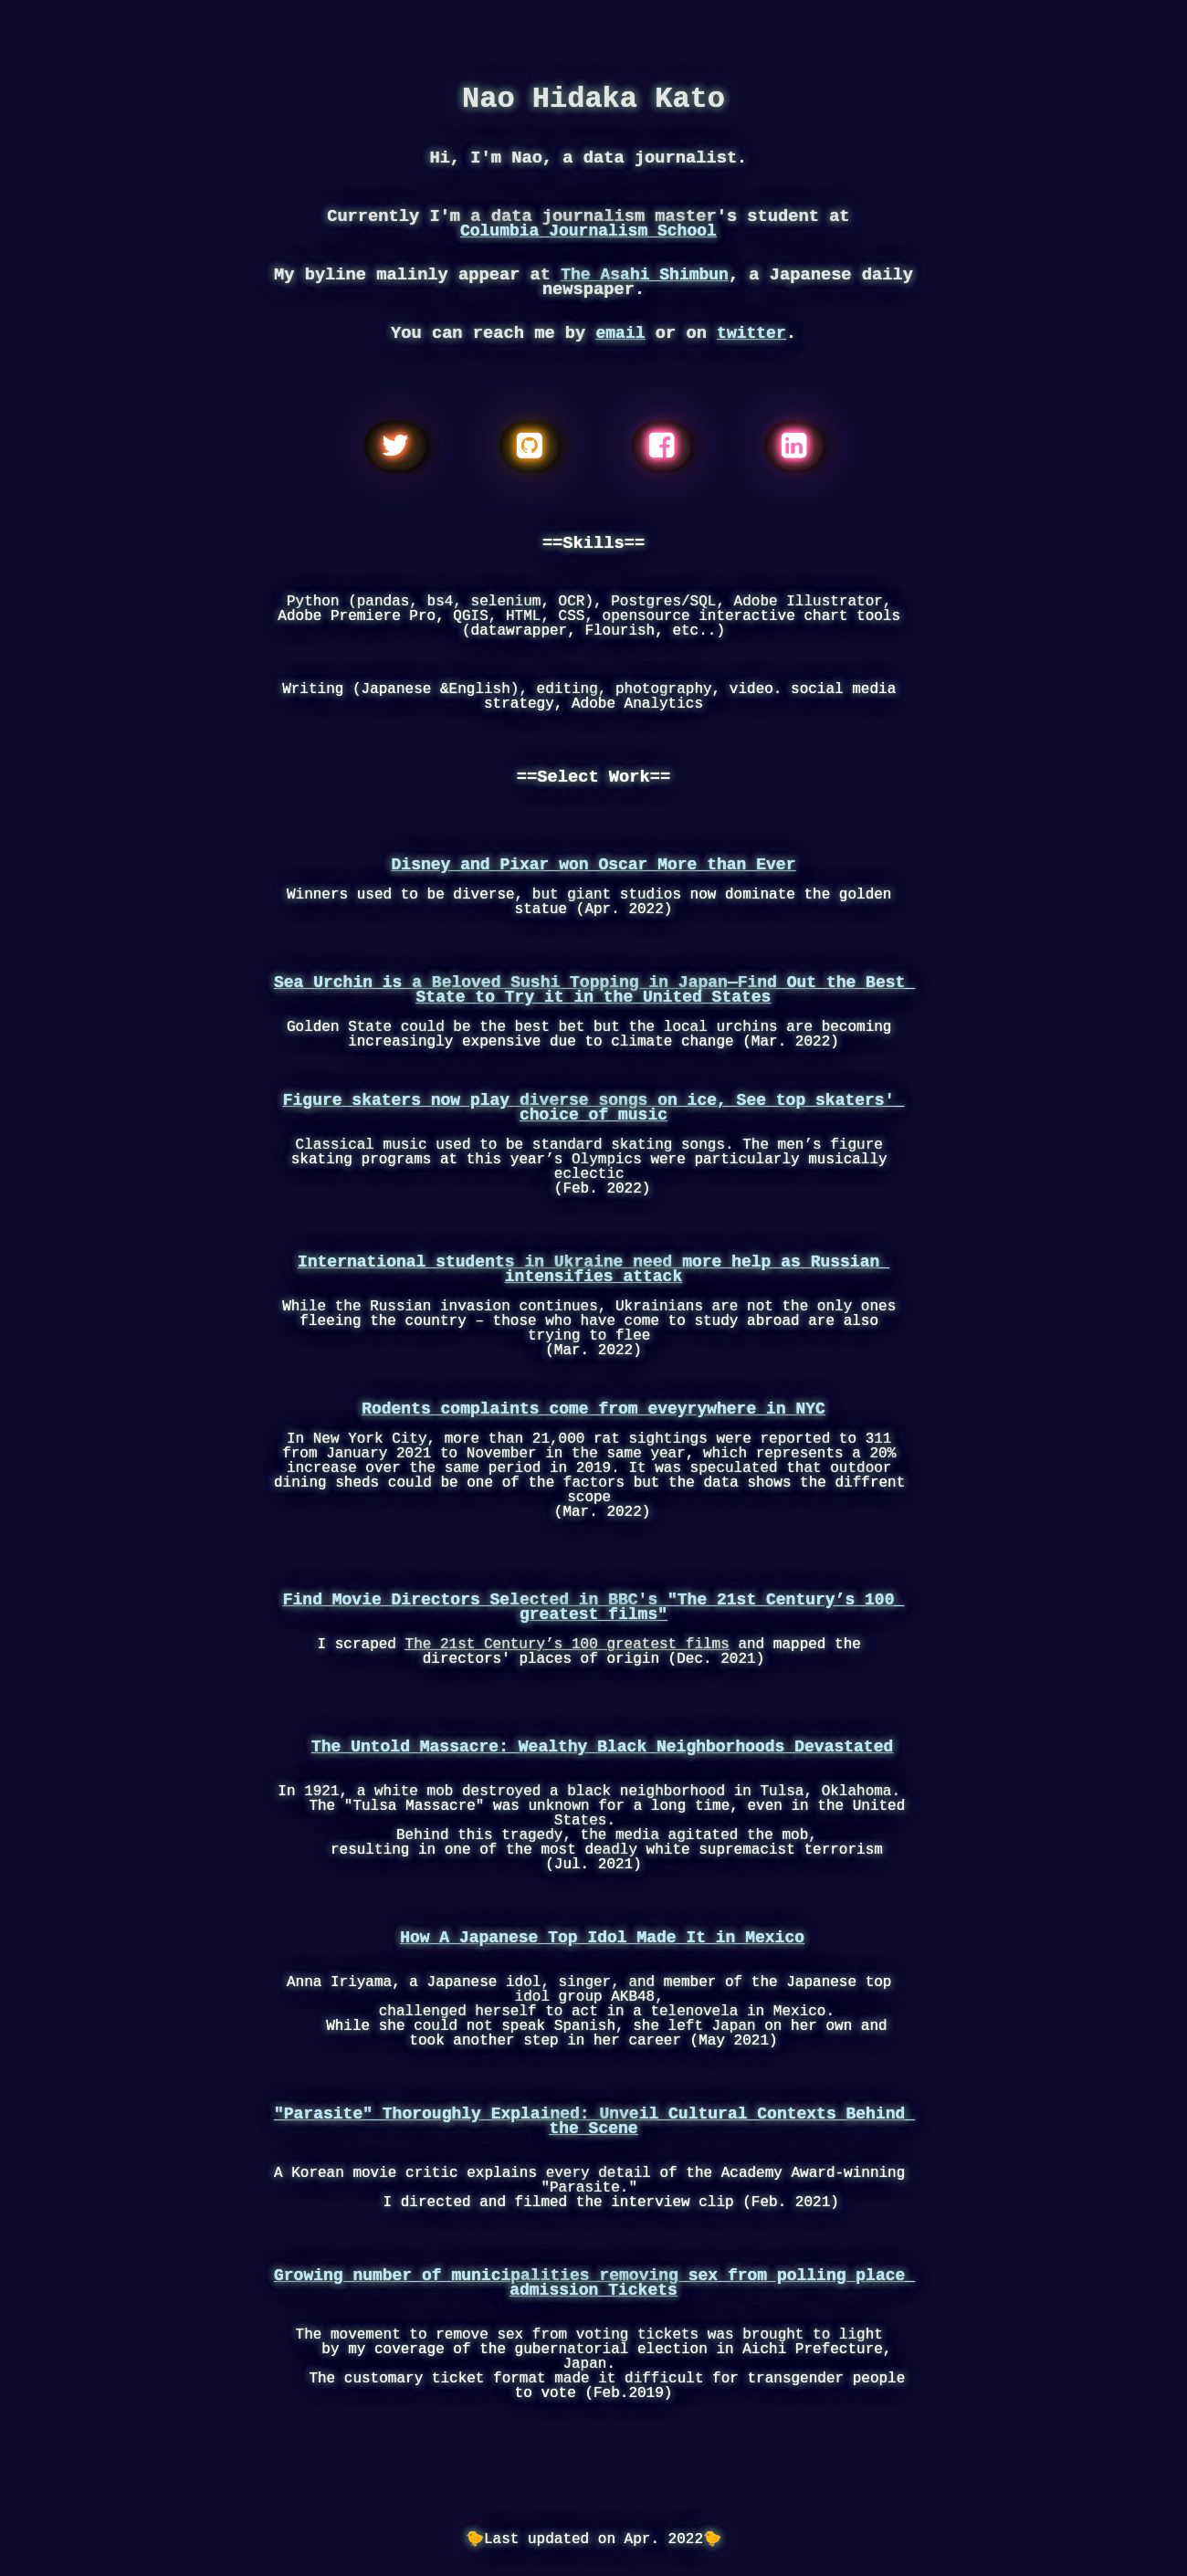 Nao Hidaka Kato
Hi, I'm Nao, a data journalist.
Currently I'm a data journalism master's student at
Columbia Journalism School
My byline malinly appear at The Asahi Shimbun, a Japanese daily
newspaper.
You can reach me by email or on twitter.
==Skills==
Python (pandas, bs4, selenium, OCR), Postgres/SQL, Adobe Illustrator,
Adobe Premiere Pro, QGIS, HTML, CSS, opensource interactive chart tools
(datawrapper, Flourish, etc..)
Writing (Japanese &English), editing, photography, video. social media
strategy, Adobe Analytics
==Select Work==
Disney and Pixar won Oscar More than Ever
Winners used to be diverse, but giant studios now dominate the golden
statue (Apr. 2022)
Sea Urchin is a Beloved Sushi Topping in Japan—Find Out the Best
State to Try it in the United States
Golden State could be the best bet but the local urchins are becoming
increasingly expensive due to climate change (Mar. 2022)
Figure skaters now play diverse songs on ice, See top skaters'
choice of music
Classical music used to be standard skating songs. The men’s figure
skating programs at this year’s Olympics were particularly musically
eclectic
(Feb. 2022)
International students in Ukraine need more help as Russian
intensifies attack
While the Russian invasion continues, Ukrainians are not the only ones
fleeing the country – those who have come to study abroad are also
trying to flee
(Mar. 2022)
Rodents complaints come from eveyrywhere in NYC
In New York City, more than 21,000 rat sightings were reported to 311
from January 2021 to November in the same year, which represents a 20%
increase over the same period in 2019. It was speculated that outdoor
dining sheds could be one of the factors but the data shows the diffrent
scope
(Mar. 2022)
Find Movie Directors Selected in BBC's "The 21st Century’s 100
greatest films"
I scraped The 21st Century’s 100 greatest films and mapped the
directors' places of origin (Dec. 2021)
The Untold Massacre: Wealthy Black Neighborhoods Devastated
In 1921, a white mob destroyed a black neighborhood in Tulsa, Oklahoma.
The "Tulsa Massacre" was unknown for a long time, even in the United
States.
Behind this tragedy, the media agitated the mob,
resulting in one of the most deadly white supremacist terrorism
(Jul. 2021)
How A Japanese Top Idol Made It in Mexico
Anna Iriyama, a Japanese idol, singer, and member of the Japanese top
idol group AKB48,
challenged herself to act in a telenovela in Mexico.
While she could not speak Spanish, she left Japan on her own and
took another step in her career (May 2021)
"Parasite" Thoroughly Explained: Unveil Cultural Contexts Behind
the Scene
A Korean movie critic explains every detail of the Academy Award-winning
"Parasite."
I directed and filmed the interview clip (Feb. 2021)
Growing number of municipalities removing sex from polling place
admission Tickets
The movement to remove sex from voting tickets was brought to light
by my coverage of the gubernatorial election in Aichi Prefecture,
Japan.
The customary ticket format made it difficult for transgender people
to vote (Feb.2019)
🐤Last updated on Apr. 2022🐤